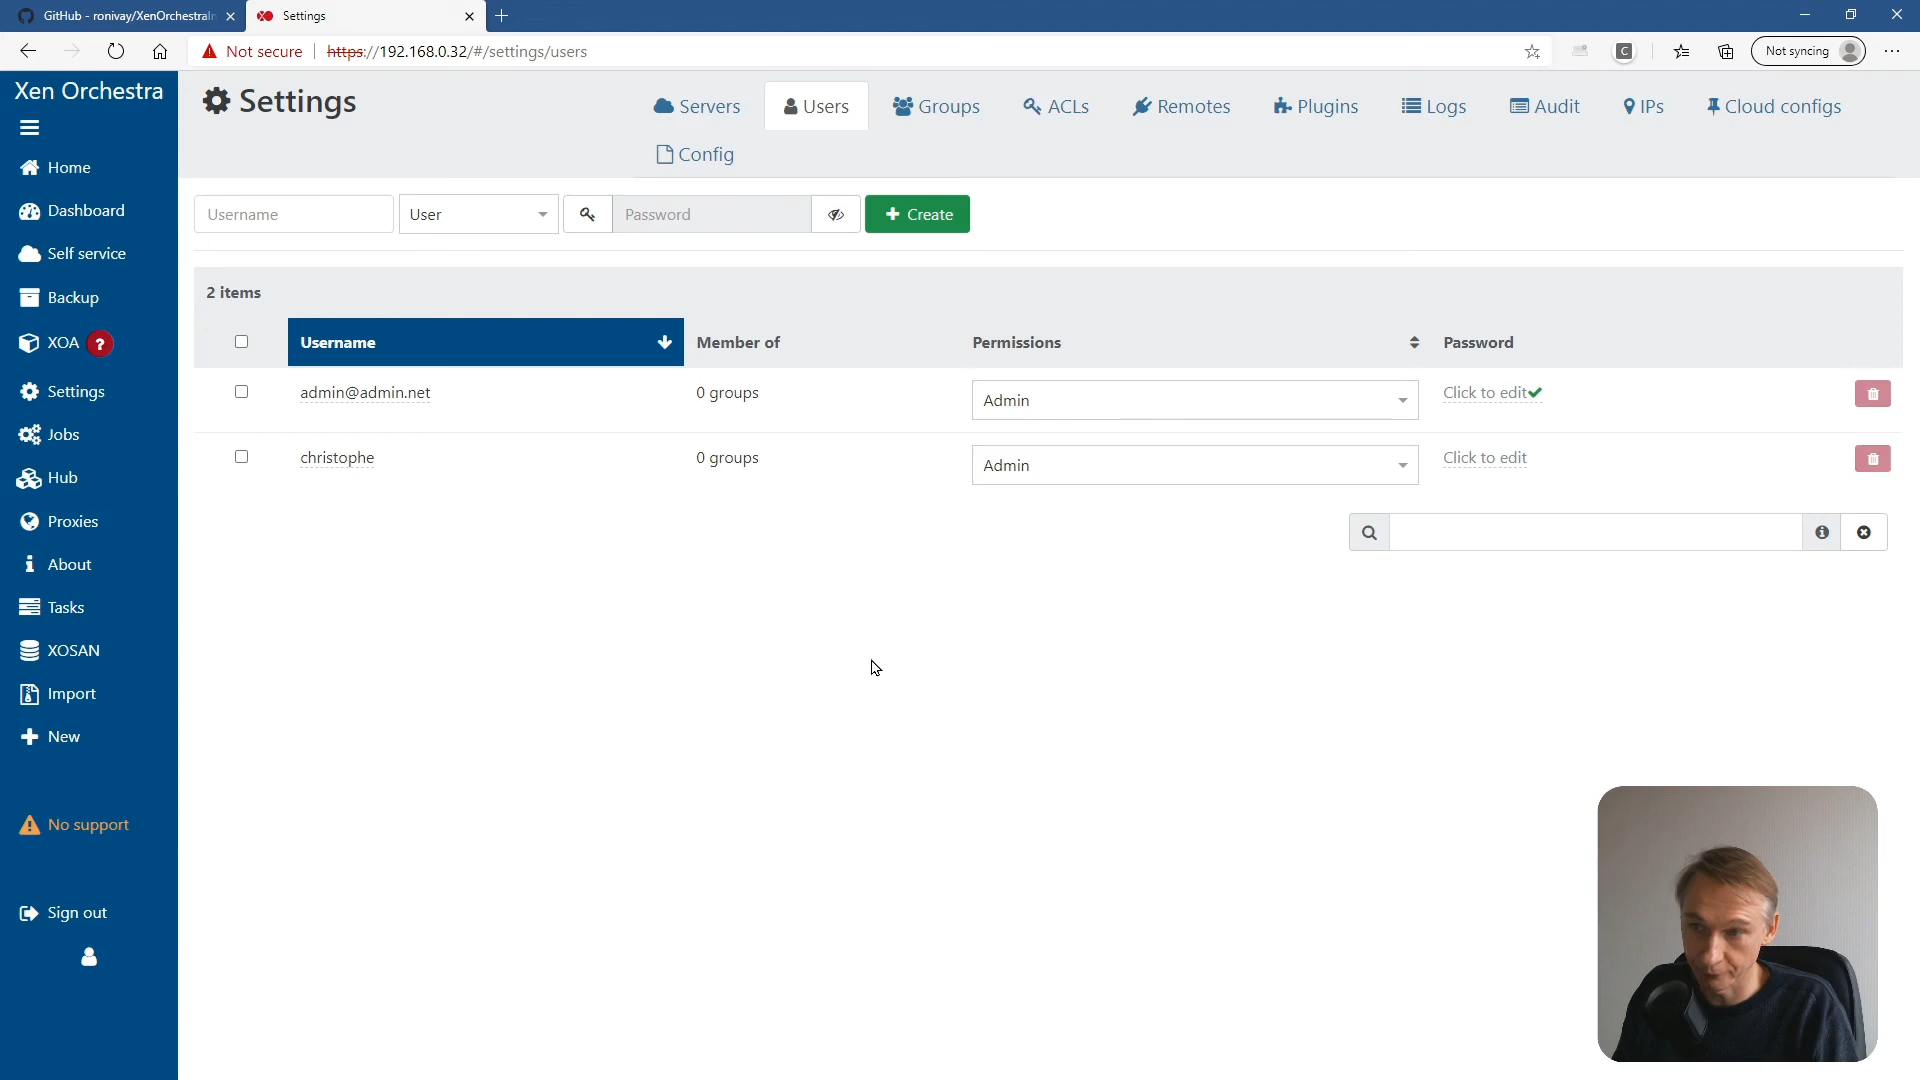 GitHub - ronivay/XenOrchestraIn
Settings
Not secure
https://192.168.0.32/#/settings/users
C
Not syncing
Xen Orchestra
Settings
Servers
Users
Groups
ACLs
Remotes
Plugins
Logs
Audit
IPs
Cloud configs
Config
Home
Dashboard
Self service
Backup
XOA ?
Settings
Jobs
Hub
Proxies
About
Tasks
XOSAN
Import
New
No support
Sign out
Username
User
Password
Create
2 items
Username
Member of
Permissions
Password
admin@admin.net
0 groups
Admin
Click to edit
christophe
0 groups
Admin
Click to edit